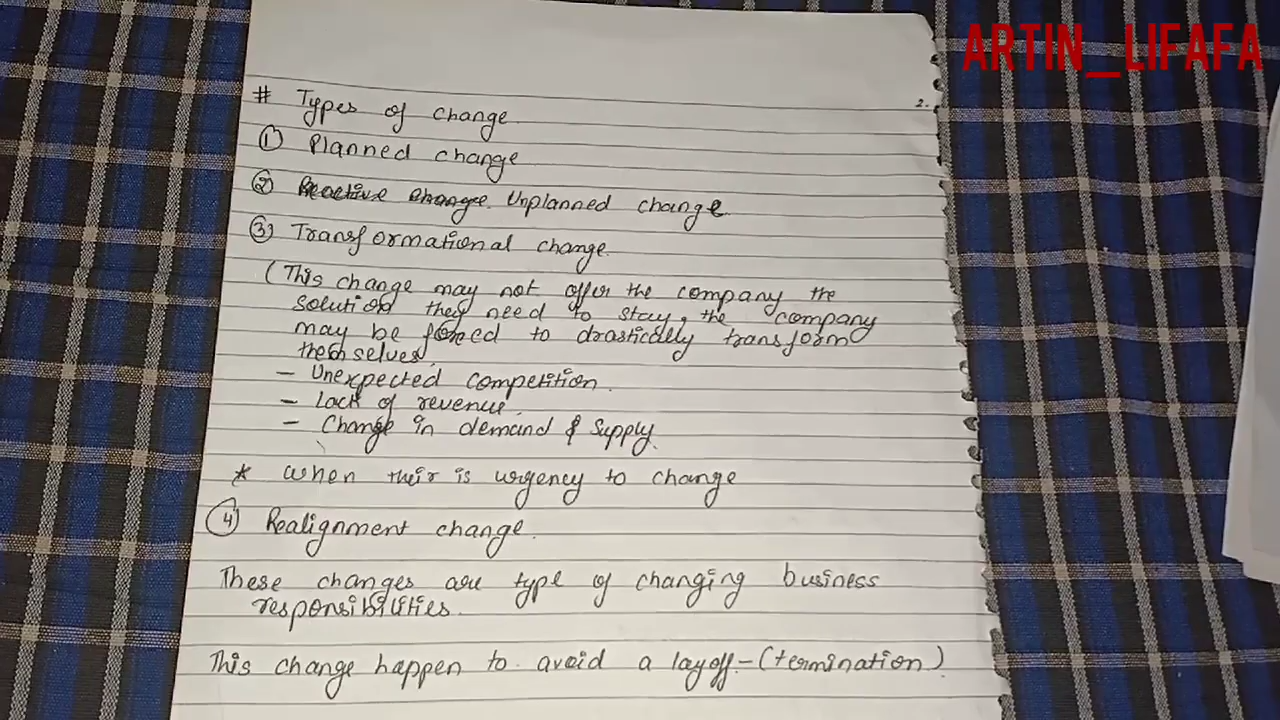 ARTIN_LIFAFA
2.
# Types of change
① Planned change
② Reactive change Unplanned change
③ Transformational change.
(This change may not offer the company the
solution they need to stay, the company
may be forced to drastically transform
themselves.
- Unexpected competition.
- Lack of revenue.
- Change in demand & supply.
* when their is urgency to change
④ Realignment change.
These changes are type of changing business
responsibilities.
This change happen to avoid a layoff-(termination)